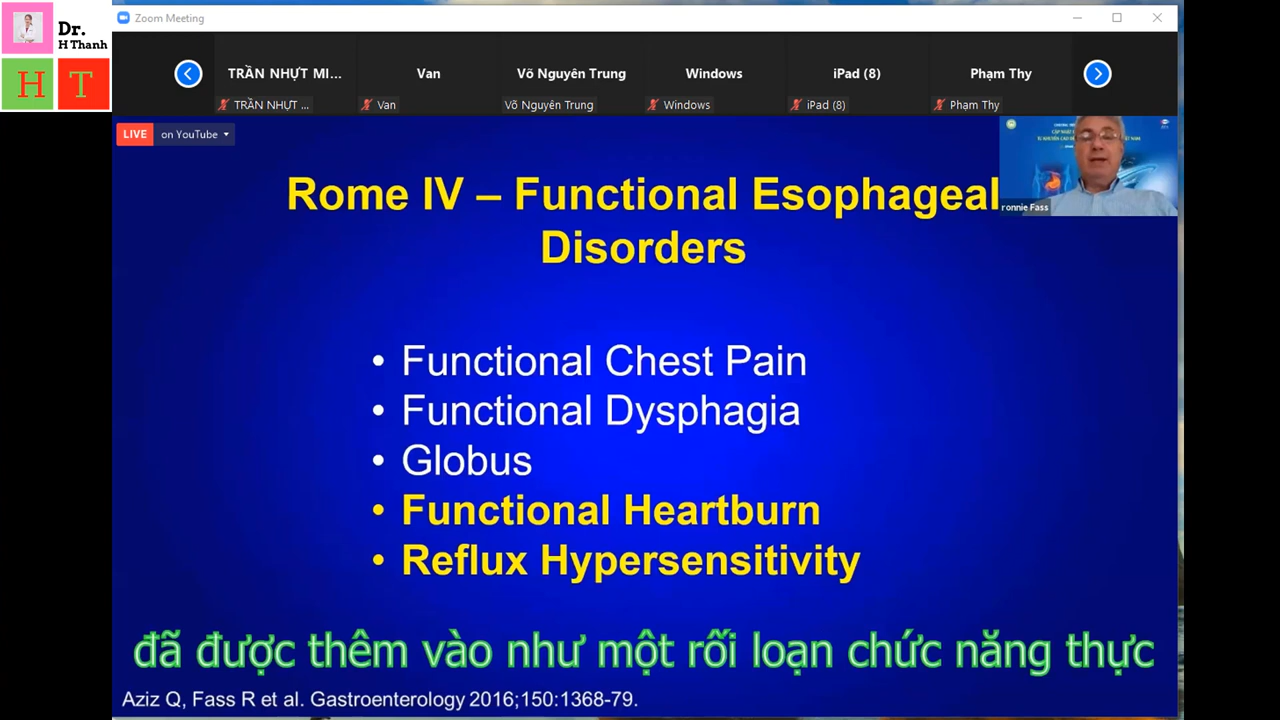 Dr.
H Thanh
H T
Zoom Meeting
TRẦN NHỰT MI... Van Võ Nguyên Trung Windows iPad (8) Phạm Thy
TRẦN NHỰT ... Van Võ Nguyên Trung Windows iPad (8) Phạm Thy
LIVE on YouTube
ronnie Fass
Rome IV – Functional Esophageal
Disorders
• Functional Chest Pain
• Functional Dysphagia
• Globus
• Functional Heartburn
• Reflux Hypersensitivity
đã được thêm vào như một rối loạn chức năng thực
Aziz Q, Fass R et al. Gastroenterology 2016;150:1368-79.